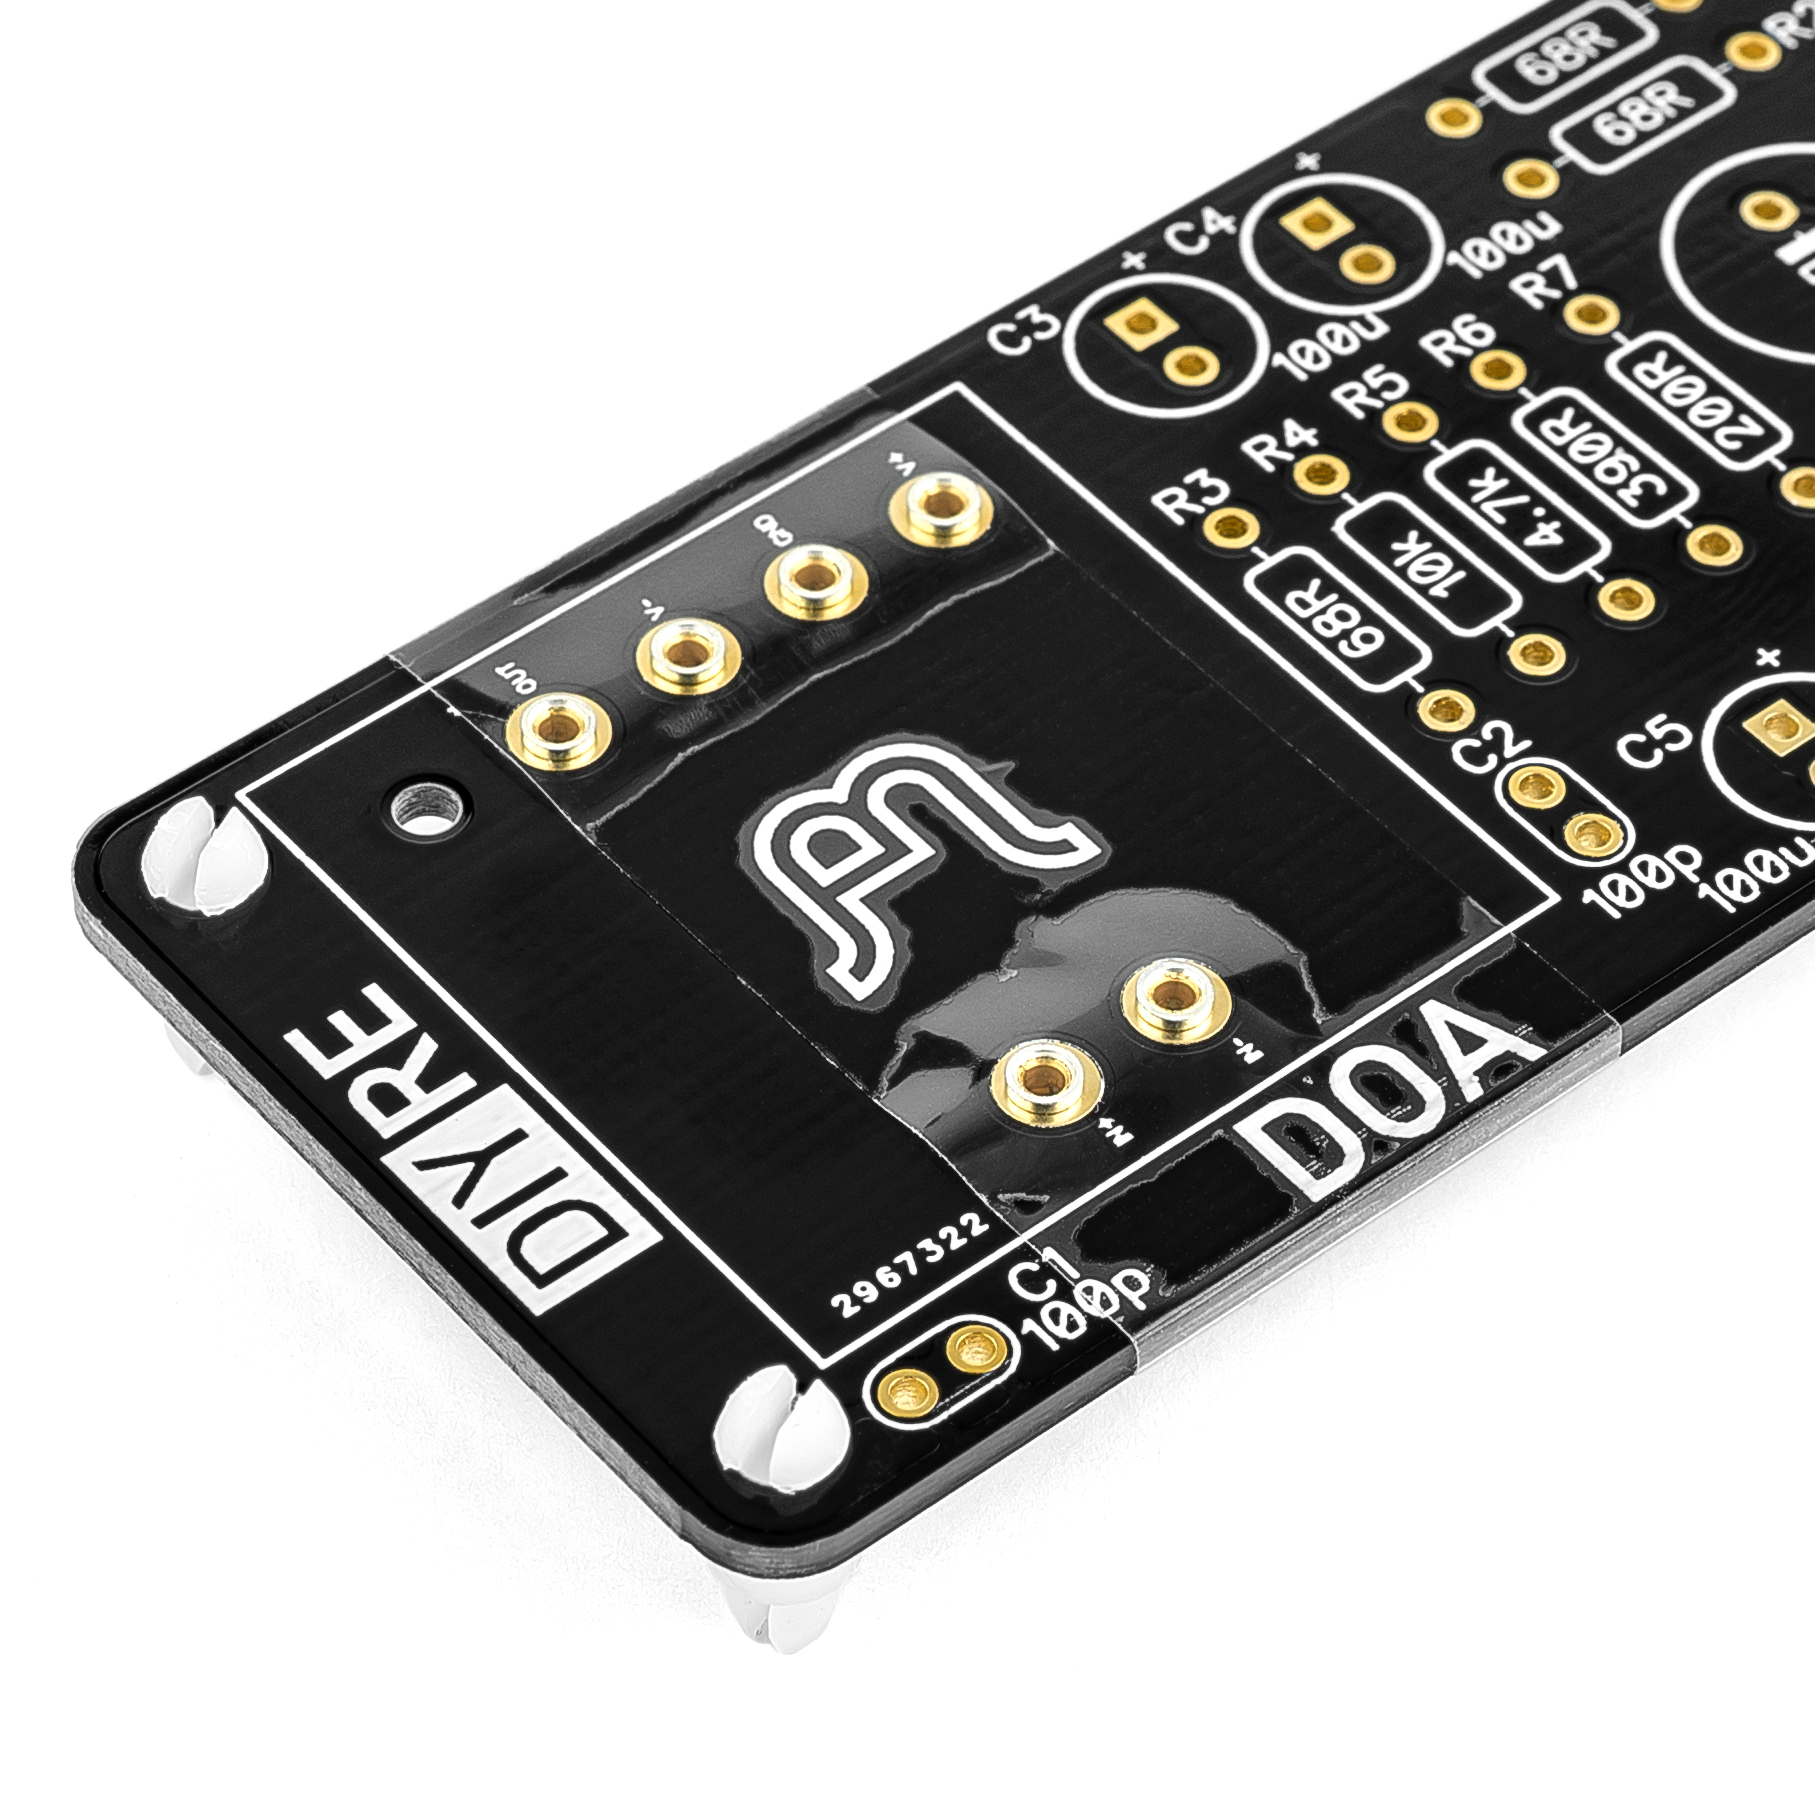 68R
R2
68R
+
C4
100u
+
C3
100u
R7
200R
R6
390R
R5
4.7k
R4
10k
R3
68R
C2
100p
+
C5
100u
V+
GND
V-
OUT
IN-
IN+
DOA
DIYRE
2967322
C1
100p